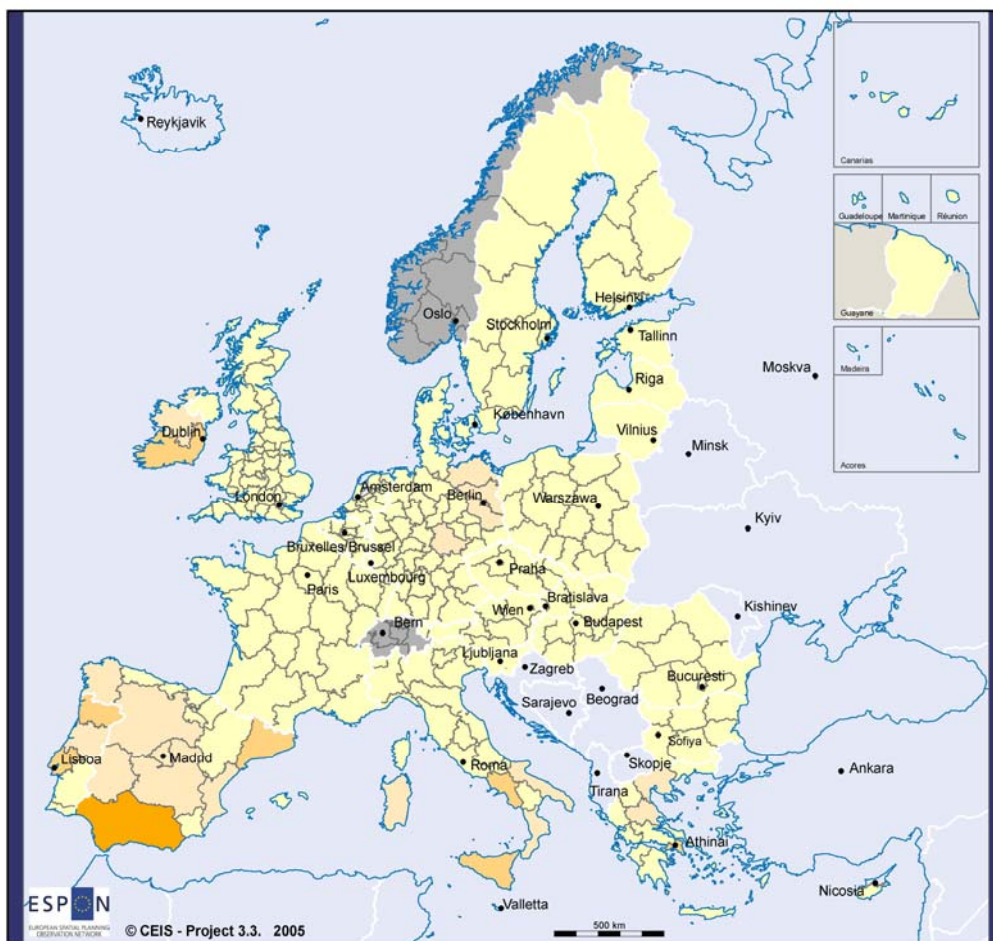 Reykjavik
Canarias
Guadeloupe
Martinique
Réunion
Guayane
Madeira
Acores
Helsinki
Oslo
Stockholm
Tallinn
Moskva
Riga
København
Dublin
Vilnius
Minsk
London
Amsterdam
Berlin
Warszawa
Kyiv
Bruxelles/Brussel
Luxembourg
Praha
Paris
Wien
Bratislava
Kishinev
Bern
Budapest
Ljubljana
Zagreb
Bucuresti
Beograd
Sarajevo
Sofiya
Lisboa
Madrid
Roma
Skopje
Ankara
Tirana
Athinai
Nicosia
Valletta
ESPON
EUROPEAN SPATIAL PLANNING
OBSERVATION NETWORK
© CEIS - Project 3.3. 2005
500 km